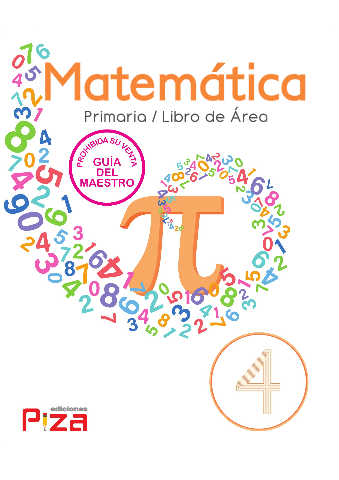 Matemática
Primaria / Libro de Área
PROHIBIDA SU VENTA
GUÍA
DEL
MAESTRO
π
4
ediciones
Piza